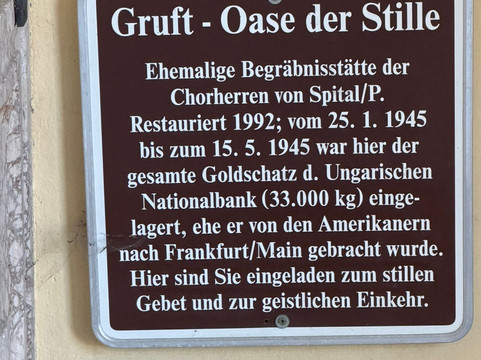 Gruft - Oase der Stille
Ehemalige Begräbnisstätte der
Chorherren von Spital/P.
Restauriert 1992; vom 25. 1. 1945
bis zum 15. 5. 1945 war hier der
gesamte Goldschatz d. Ungarischen
Nationalbank (33.000 kg) einge-
lagert, ehe er von den Amerikanern
nach Frankfurt/Main gebracht wurde.
Hier sind Sie eingeladen zum stillen
Gebet und zur geistlichen Einkehr.